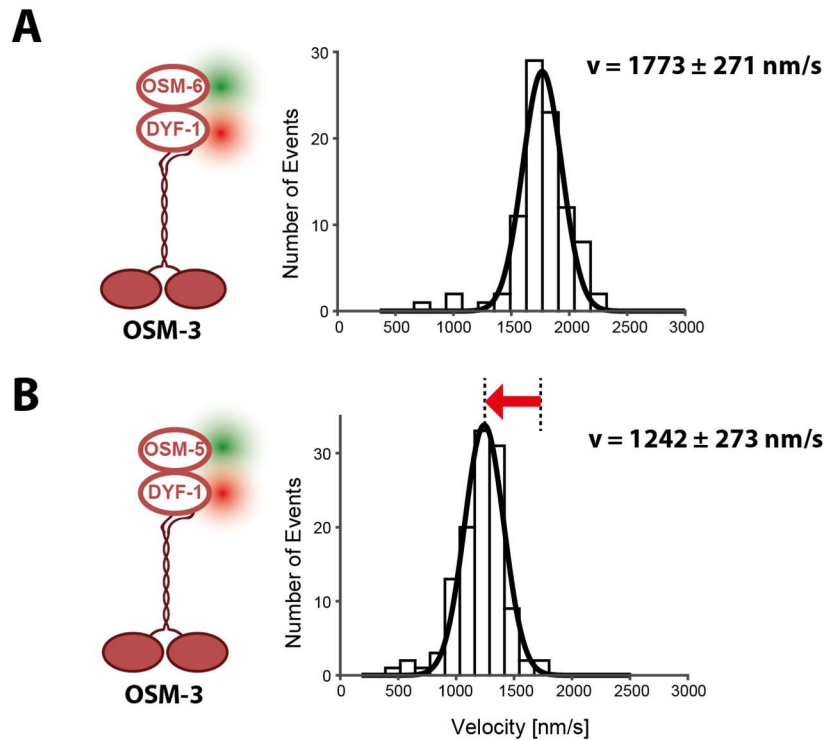 A
OSM-6
DYF-1
OSM-3
Number of Events
30
20
10
0
0 500 1000 1500 2000 2500 3000
v = 1773 ± 271 nm/s
B
OSM-5
DYF-1
OSM-3
Number of Events
30
20
10
0
0 500 1000 1500 2000 2500 3000
Velocity [nm/s]
v = 1242 ± 273 nm/s